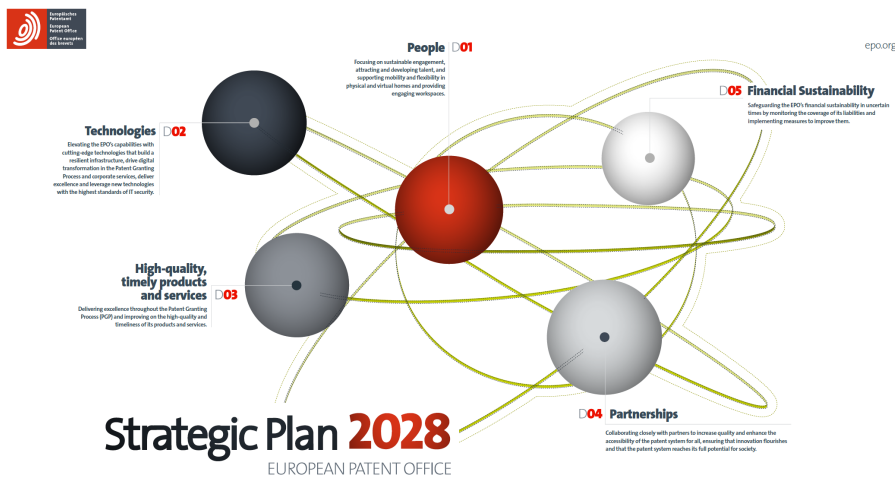 Europäisches
Patentamt
European
Patent Office
Office européen
des brevets
epo.org
People D01
Focusing on sustainable engagement,
attracting and developing talent, and
supporting mobility and flexibility in
physical and virtual homes and providing
engaging workspaces.
D05 Financial Sustainability
Safeguarding the EPO's financial sustainability in uncertain
times by monitoring the coverage of its liabilities and
implementing measures to improve them.
Technologies D02
Elevating the EPO's capabilities with
cutting-edge technologies that build a
resilient infrastructure, drive digital
transformation in the Patent Granting
Process and corporate services, deliver
excellence and leverage new technologies
with the highest standards of IT security.
High-quality,
timely products
and services D03
Delivering excellence throughout the Patent Granting
Process (PGP) and improving on the high-quality and
timeliness of its products and services.
D04 Partnerships
Collaborating closely with partners to increase quality and enhance the
accessibility of the patent system for all, ensuring that innovation flourishes
and that the patent system reaches its full potential for society.
Strategic Plan 2028
EUROPEAN PATENT OFFICE